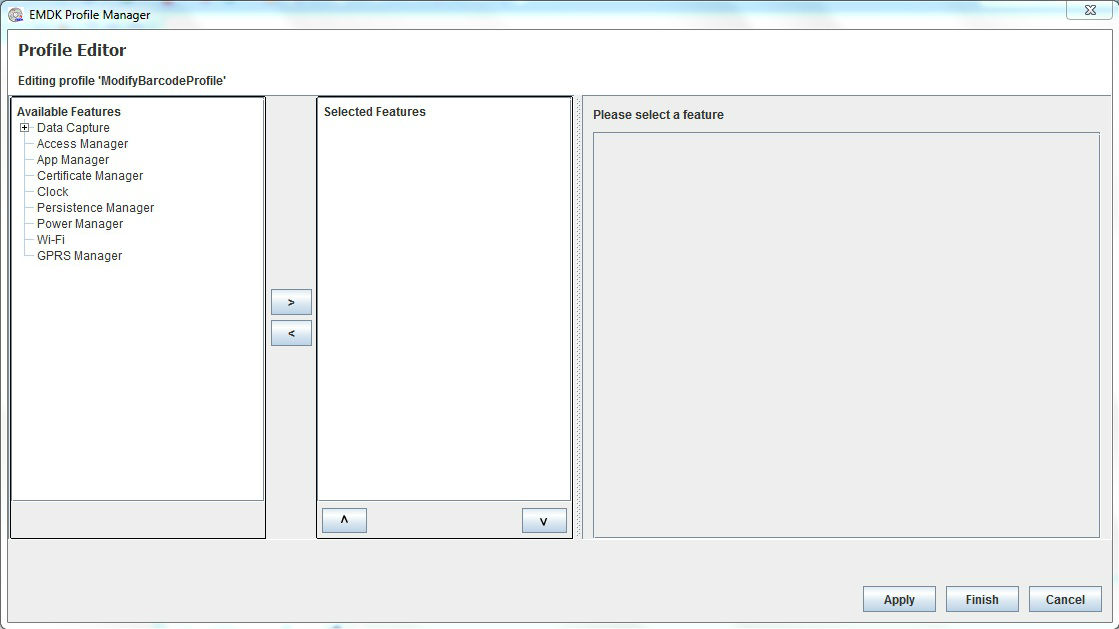 EMDK Profile Manager
Profile Editor
Editing profile 'ModifyBarcodeProfile'
Available Features
Data Capture
Access Manager
App Manager
Certificate Manager
Clock
Persistence Manager
Power Manager
Wi-Fi
GPRS Manager
>
<
Selected Features
˄
˅
Please select a feature
Apply
Finish
Cancel